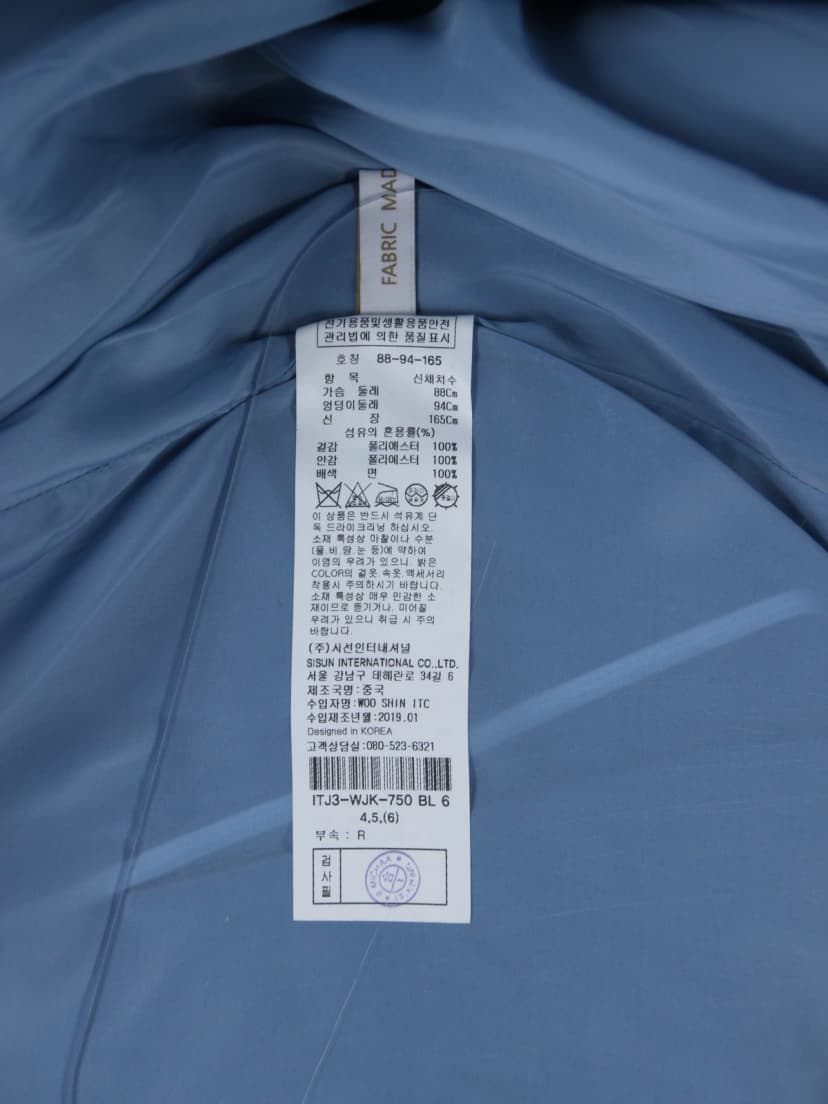 FABRIC MAD
전기용품및생활용품안전
관리법에 의한 품질표시
호칭 88-94-165
항 목 신체치수
가슴 둘레 88Cm
엉덩이둘레 94Cm
신 장 165Cm
섬유의 혼용률(%)
겉감 폴리에스터 100%
안감 폴리에스터 100%
배색 면 100%
이 상품은 반드시 석유계 단
독 드라이크리닝 하십시오.
소재 특성상 마찰이나 수분
(물.비.땀.눈 등)에 약하여
이염의 우려가 있으니 밝은
COLOR의 겉옷.속옷.액세서리
착용시 주의하시기 바랍니다.
소재 특성상 매우 민감한 소
재이므로 뜯기거나, 미어질
우려가 있으니 취급 시 주의
바랍니다.
(주)시선인터내셔널
SISUN INTERNATIONAL CO.,LTD.
서울 강남구 테헤란로 34길 6
제조국명:중국
수입자명:WOO SHIN ITC
수입제조년월:2019.01
Designed in KOREA
고객상담실:080-523-6321
ITJ3-WJK-750 BL 6
4,5,(6)
부속 : R
검
사
필
MICHAA